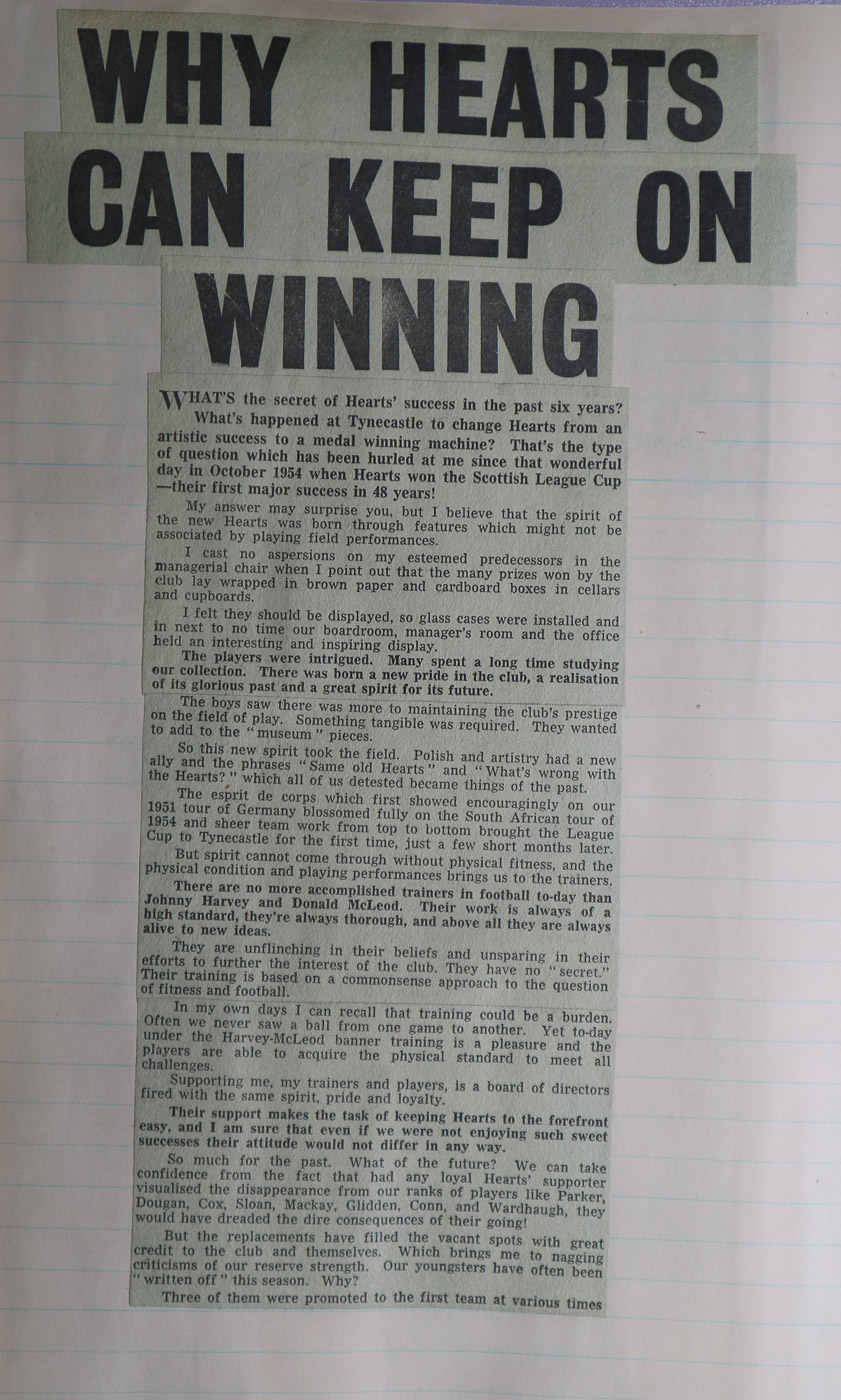 WHY HEARTS
CAN KEEP ON
WINNING
WHAT'S the secret of Hearts' success in the past six years?
What's happened at Tynecastle to change Hearts from an
artistic success to a medal winning machine? That's the type
of question which has been hurled at me since that wonderful
day in October 1954 when Hearts won the Scottish League Cup
—their first major success in 48 years!
My answer may surprise you, but I believe that the spirit of
the new Hearts was born through features which might not be
associated by playing field performances.
I cast no aspersions on my esteemed predecessors in the
managerial chair when I point out that the many prizes won by the
club lay wrapped in brown paper and cardboard boxes in cellars
and cupboards.
I felt they should be displayed, so glass cases were installed and
in next to no time our boardroom, manager's room and the office
held an interesting and inspiring display.
The players were intrigued. Many spent a long time studying
our collection. There was born a new pride in the club, a realisation
of its glorious past and a great spirit for its future.
The boys saw there was more to maintaining the club's prestige
on the field of play. Something tangible was required. They wanted
to add to the "museum" pieces.
So this new spirit took the field. Polish and artistry had a new
ally and the phrases "Same old Hearts" and "What's wrong with
the Hearts?" which all of us detested became things of the past.
The esprit de corps which first showed encouragingly on our
1951 tour of Germany blossomed fully on the South African tour of
1954 and sheer team work from top to bottom brought the League
Cup to Tynecastle for the first time, just a few short months later.
But spirit cannot come through without physical fitness, and the
physical condition and playing performances brings us to the trainers.
There are no more accomplished trainers in football to-day than
Johnny Harvey and Donald McLeod. Their work is always of a
high standard, they're always thorough, and above all they are always
alive to new ideas.
They are unflinching in their beliefs and unsparing in their
efforts to further the interest of the club. They have no "secret."
Their training is based on a commonsense approach to the question
of fitness and football.
In my own days I can recall that training could be a burden.
Often we never saw a ball from one game to another. Yet to-day
under the Harvey-McLeod banner training is a pleasure and the
players are able to acquire the physical standard to meet all
challenges.
Supporting me, my trainers and players, is a board of directors
fired with the same spirit, pride and loyalty.
Their support makes the task of keeping Hearts to the forefront
easy, and I am sure that even if we were not enjoying such sweet
successes their attitude would not differ in any way.
So much for the past. What of the future? We can take
confidence from the fact that had any loyal Hearts' supporter
visualised the disappearance from our ranks of players like Parker,
Dougan, Cox, Sloan, Mackay, Glidden, Conn, and Wardhaugh, they
would have dreaded the dire consequences of their going!
But the replacements have filled the vacant spots with great
credit to the club and themselves. Which brings me to nagging
criticisms of our reserve strength. Our youngsters have often been
"written off" this season. Why?
Three of them were promoted to the first team at various times